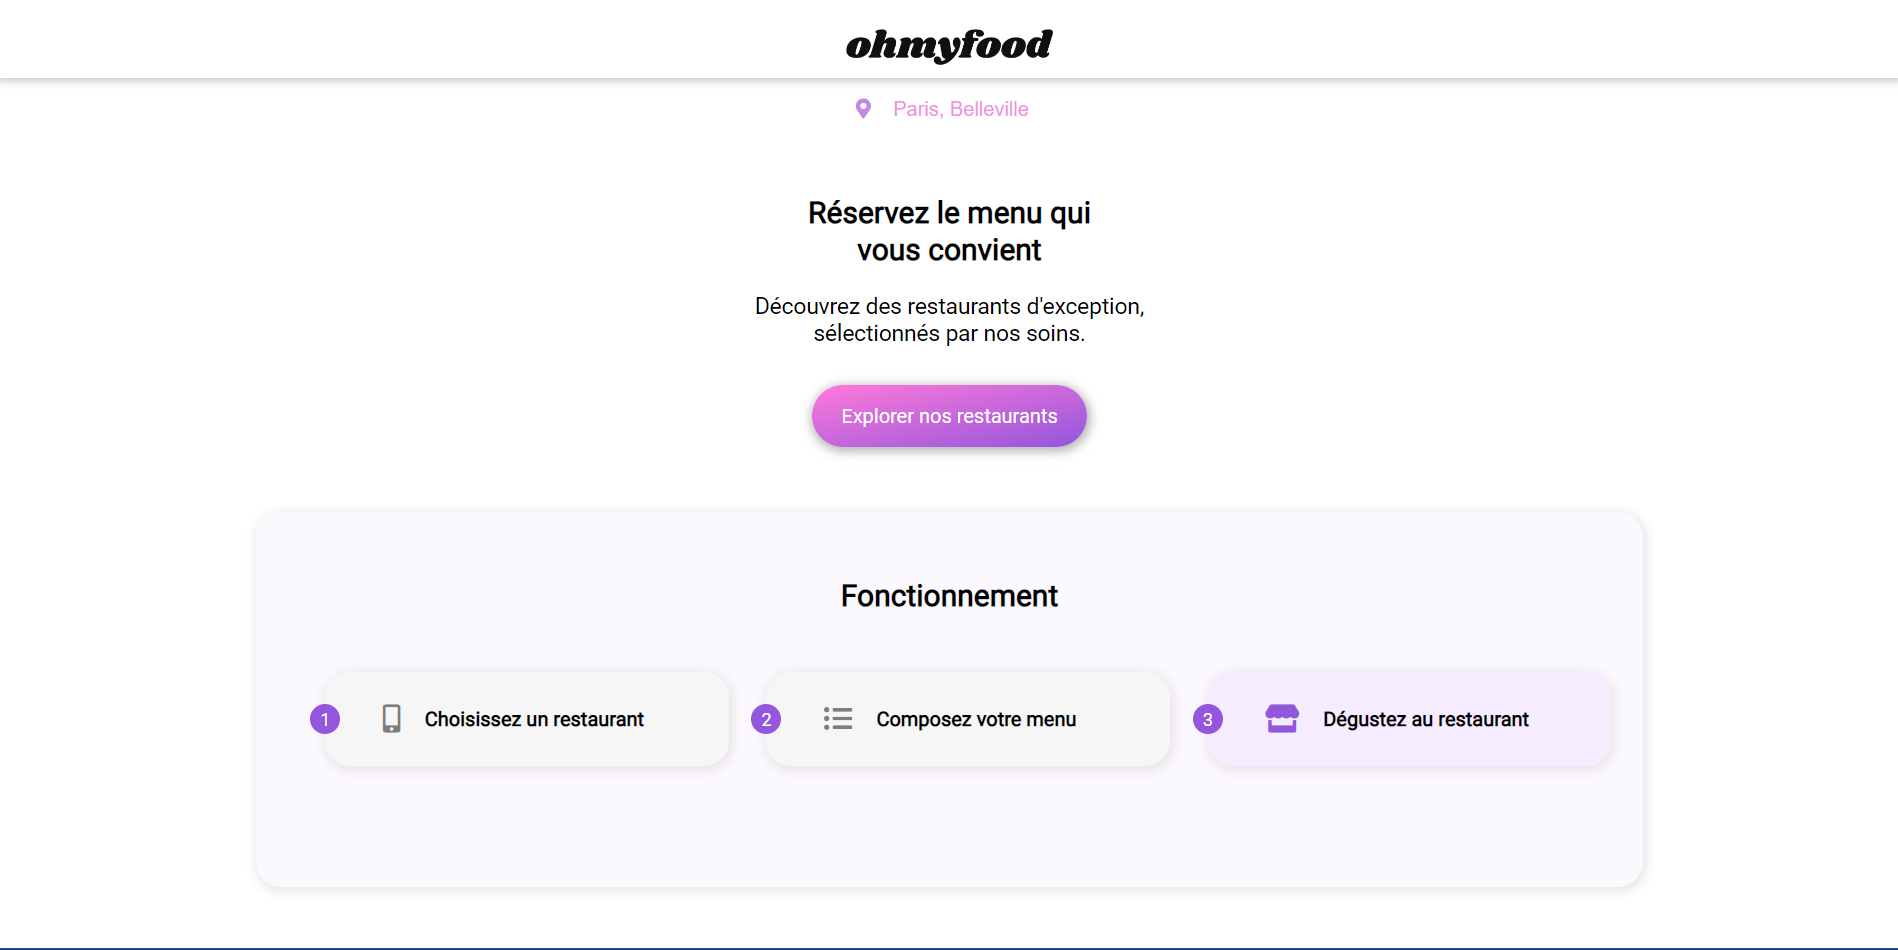 ohmyfood
Paris, Belleville
Réservez le menu qui
vous convient
Découvrez des restaurants d'exception,
sélectionnés par nos soins.
Explorer nos restaurants
Fonctionnement
1 Choisissez un restaurant
2 Composez votre menu
3 Dégustez au restaurant